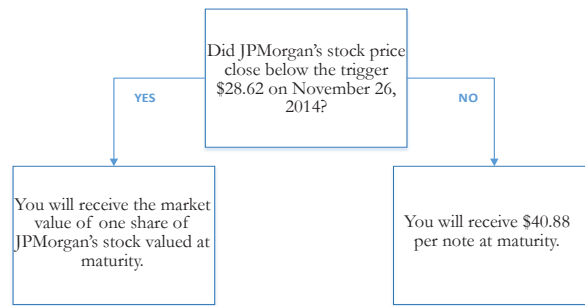 Did JPMorgan's stock price
close below the trigger
$28.62 on November 26,
2014?
YES
NO
You will receive the market
value of one share of
JPMorgan's stock valued at
maturity.
You will receive $40.88
per note at maturity.